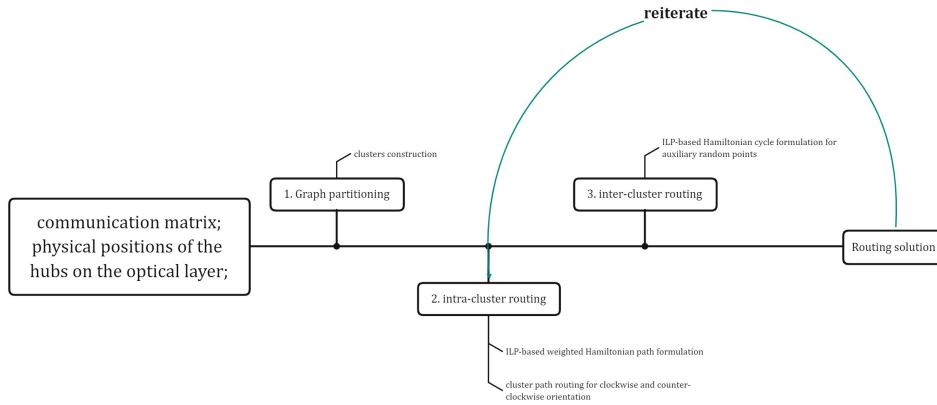 reiterate
clusters construction
ILP-based Hamiltonian cycle formulation for
auxiliary random points
1. Graph partitioning
3. inter-cluster routing
communication matrix;
physical positions of the
hubs on the optical layer;
Routing solution
2. intra-cluster routing
ILP-based weighted Hamiltonian path formulation
cluster path routing for clockwise and counter-
clockwise orientation